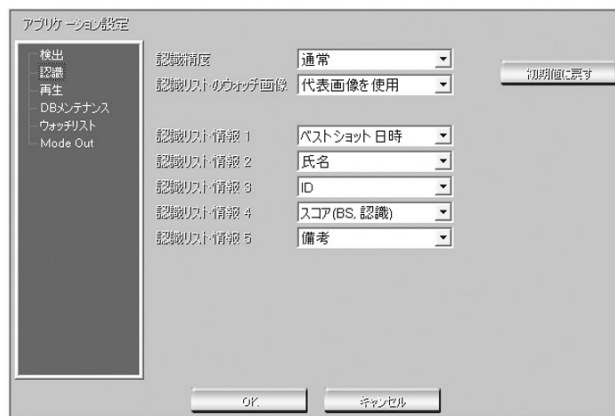 アプリケーション設定
検出
認識
再生
DBメンテナンス
ウォッチリスト
Mode Out
認識精度 通常
認識リストのウォッチ画像 代表画像を使用
初期値に戻す
認識リスト情報 1 ベストショット 日時
認識リスト情報 2 氏名
認識リスト情報 3 ID
認識リスト情報 4 スコア(BS, 認識)
認識リスト情報 5 備考
OK キャンセル